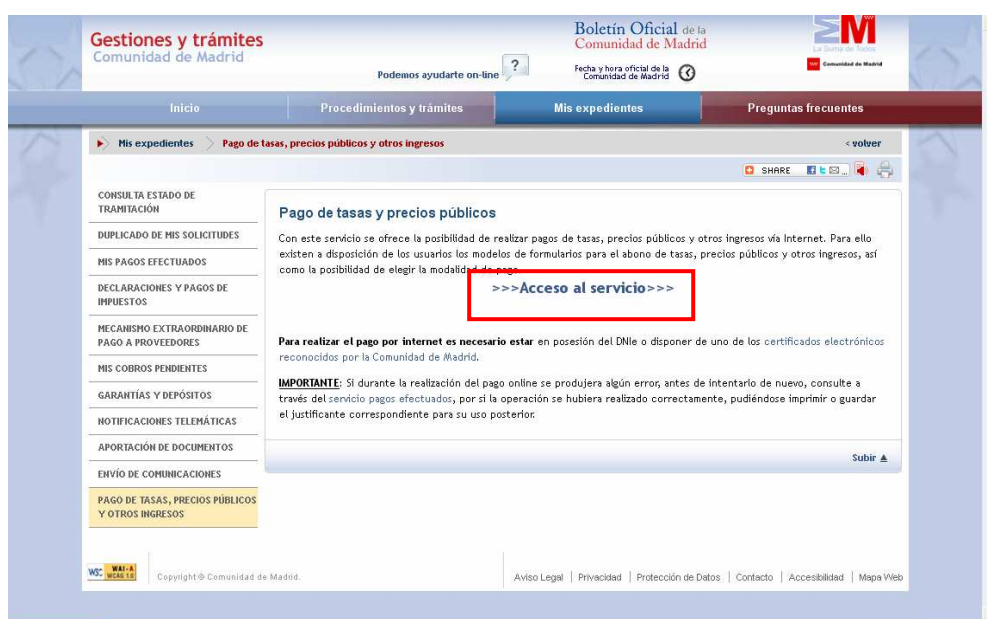 Gestiones y trámites
Comunidad de Madrid
Podemos ayudarte on-line
?
Boletín Oficial de la
Comunidad de Madrid
Fecha y hora oficial de la
Comunidad de Madrid
La Suma de Todos
Comunidad de Madrid
Inicio
Procedimientos y trámites
Mis expedientes
Preguntas frecuentes
Mis expedientes
Pago de tasas, precios públicos y otros ingresos
< volver
SHARE
CONSULTA ESTADO DE
TRAMITACIÓN
DUPLICADO DE MIS SOLICITUDES
MIS PAGOS EFECTUADOS
DECLARACIONES Y PAGOS DE
IMPUESTOS
MECANISMO EXTRAORDINARIO DE
PAGO A PROVEEDORES
MIS COBROS PENDIENTES
GARANTÍAS Y DEPÓSITOS
NOTIFICACIONES TELEMÁTICAS
APORTACIÓN DE DOCUMENTOS
ENVÍO DE COMUNICACIONES
PAGO DE TASAS, PRECIOS PÚBLICOS
Y OTROS INGRESOS
Pago de tasas y precios públicos
Con este servicio se ofrece la posibilidad de realizar pagos de tasas, precios públicos y otros ingresos vía Internet. Para ello
existen a disposición de los usuarios los modelos de formularios para el abono de tasas, precios públicos y otros ingresos, así
como la posibilidad de elegir la modalidad de pago.
>>>Acceso al servicio>>>
Para realizar el pago por internet es necesario estar en posesión del DNIe o disponer de uno de los certificados electrónicos
reconocidos por la Comunidad de Madrid.
IMPORTANTE: Si durante la realización del pago online se produjera algún error, antes de intentarlo de nuevo, consulte a
través del servicio pagos efectuados, por si la operación se hubiera realizado correctamente, pudiéndose imprimir o guardar
el justificante correspondiente para su uso posterior.
Subir
W3C WAI-A
WCAG 1.0
Copyright © Comunidad de Madrid.
Aviso Legal | Privacidad | Protección de Datos | Contacto | Accesibilidad | Mapa Web